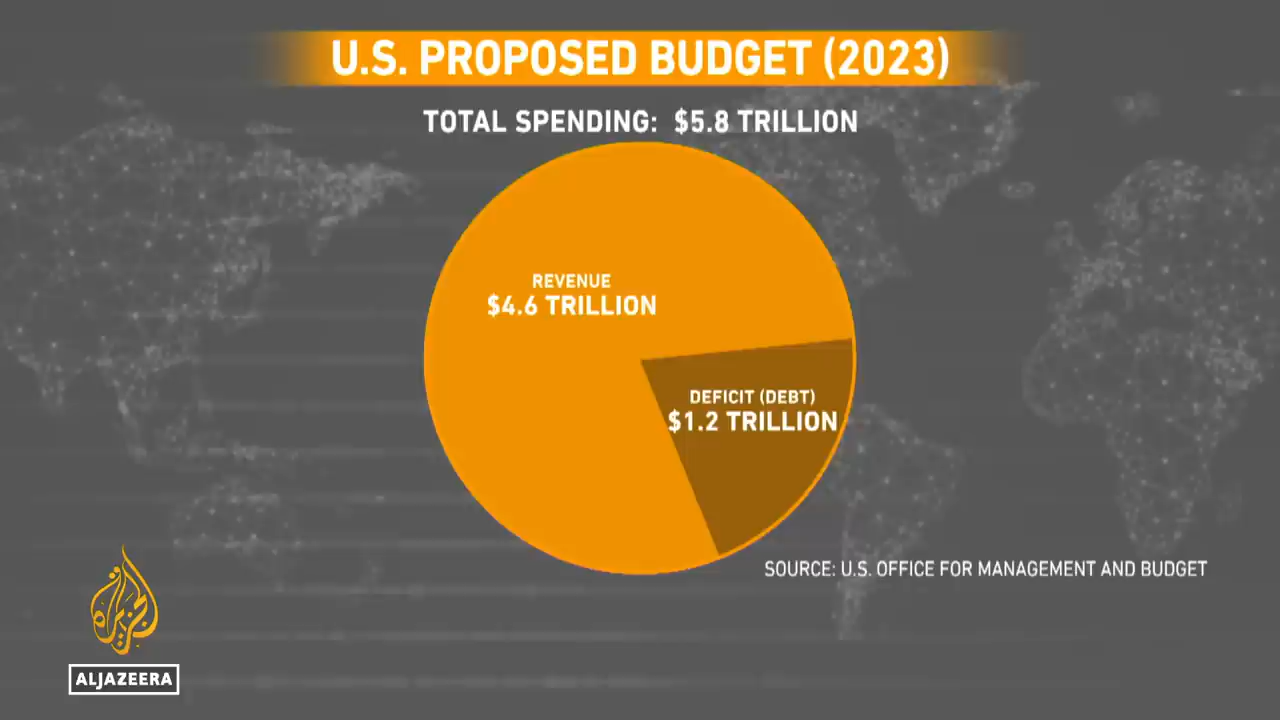 U.S. PROPOSED BUDGET (2023)
TOTAL SPENDING: $5.8 TRILLION
REVENUE
$4.6 TRILLION
DEFICIT (DEBT)
$1.2 TRILLION
SOURCE: U.S. OFFICE FOR MANAGEMENT AND BUDGET
الجزيرة
ALJAZEERA